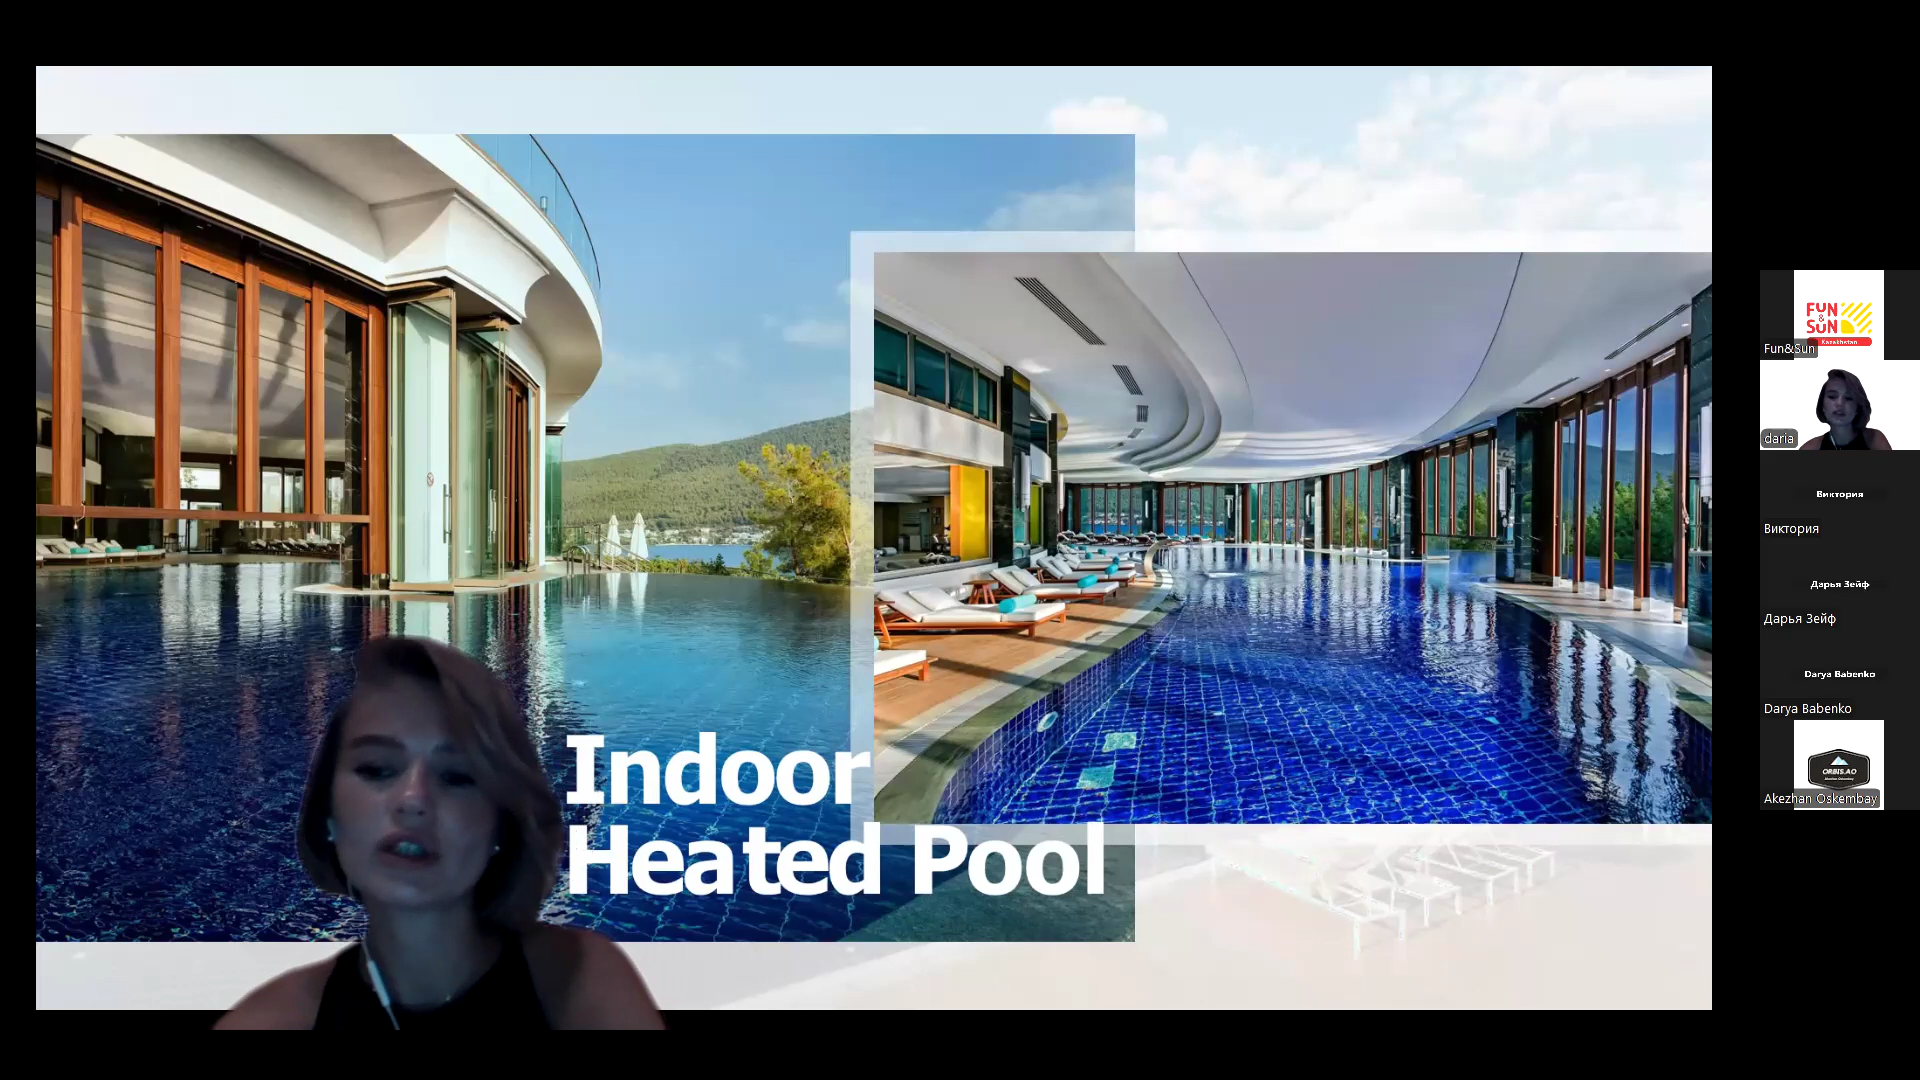 Indoor
Heated Pool
FUN
&
SUN
Kazakhstan
Fun&Sun
daria
Виктория
Виктория
Дарья Зейф
Дарья Зейф
Darya Babenko
Darya Babenko
ORBIS.AO
Akezhan Oskembay